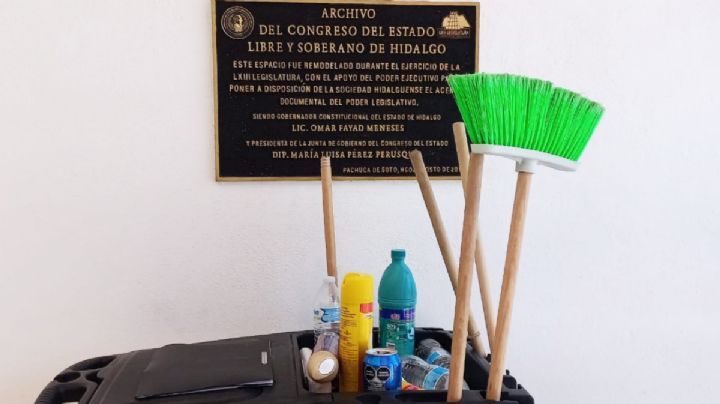 ARCHIVO
DEL CONGRESO DEL ESTADO
LIBRE Y SOBERANO DE HIDALGO
ESTE ESPACIO FUE REMODELADO DURANTE EL EJERCICIO DE LA
LXIII LEGISLATURA, CON EL APOYO DEL PODER EJECUTIVO
PONER A DISPOSICIÓN DE LA SOCIEDAD HIDALGUENSE EL
DOCUMENTAL DEL PODER LEGISLATIVO.
SIENDO GOBERNADOR CONSTITUCIONAL DEL ESTADO DE HIDALGO
LIC. OMAR FAYAD MENESES
Y PRESIDENTA DE LA JUNTA DE GOBIERNO DEL CONGRESO DEL ESTADO
DIP. MARÍA LUISA PÉREZ PERUSQU
PACHUCA DE SOTO, HGO